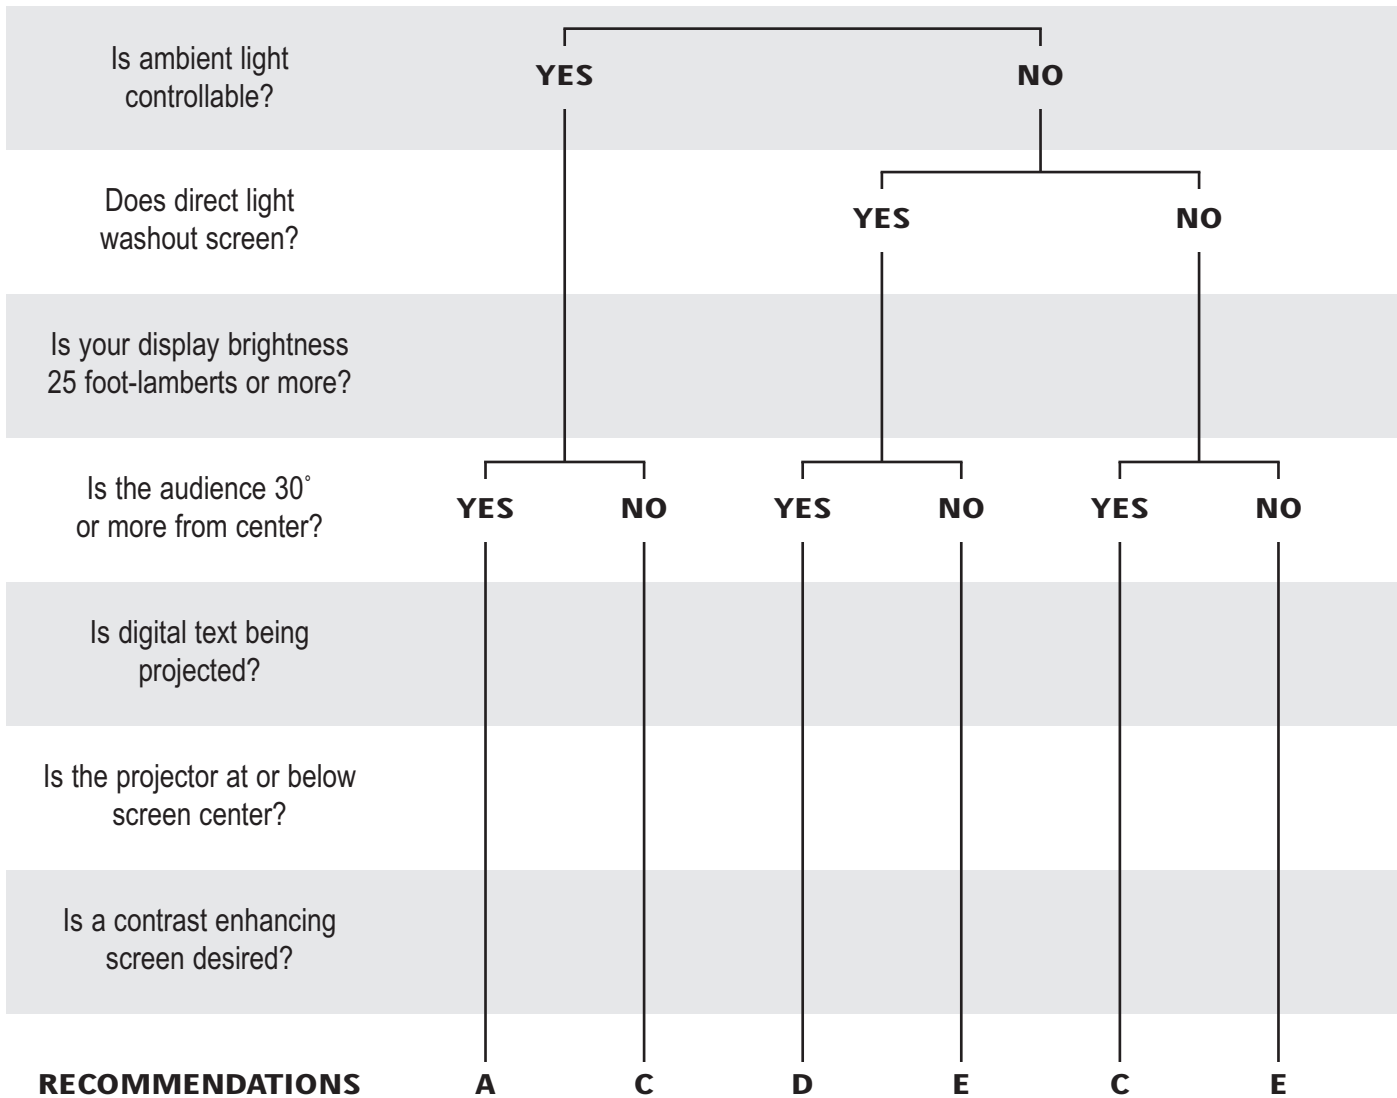 Is ambient light
controllable?
YES NO
Does direct light
washout screen?
YES NO
Is your display brightness
25 foot-lamberts or more?
Is the audience 30˚
or more from center?
YES NO YES NO YES NO
Is digital text being
projected?
Is the projector at or below
screen center?
Is a contrast enhancing
screen desired?
RECOMMENDATIONS A C D E C E